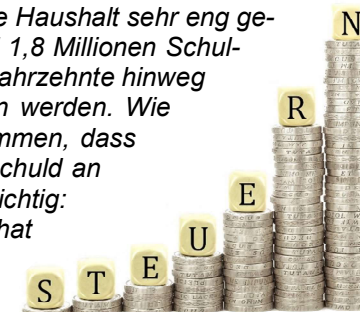 e Haushalt sehr eng ge-
1,8 Millionen Schul-
ahrzehnte hinweg
n werden. Wie
mmen, dass
chuld an
ichtig:
hat
S T E U E R N